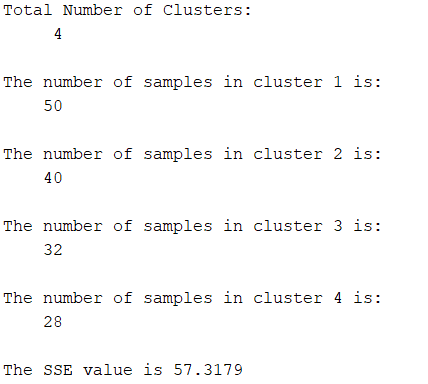 Total Number of Clusters:
4
The number of samples in cluster 1 is:
50
The number of samples in cluster 2 is:
40
The number of samples in cluster 3 is:
32
The number of samples in cluster 4 is:
28
The SSE value is 57.3179